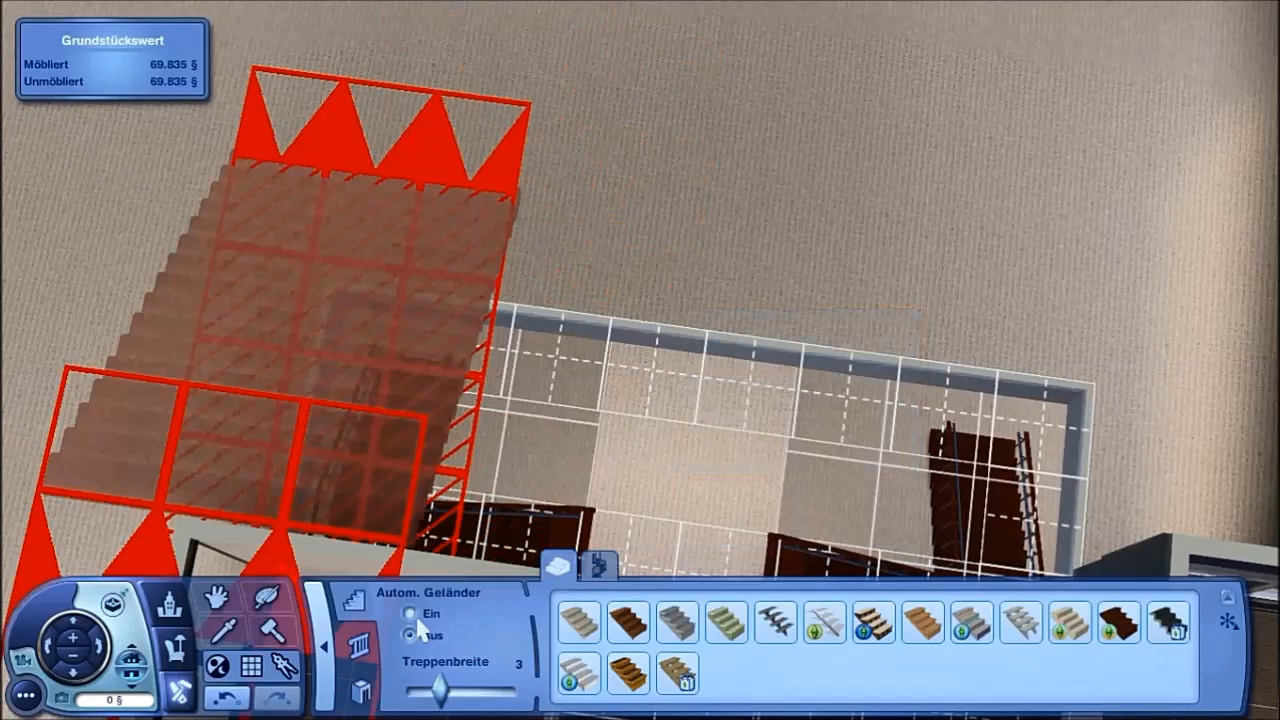 Grundstückswert
Möbliert 69.835 §
Unmöbliert 69.835 §
Autom. Geländer
Ein
Treppenbreite 3
0 §